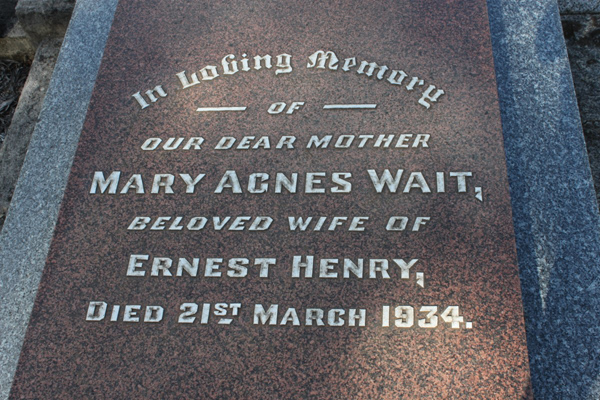 In Loving Memory
OF
OUR DEAR MOTHER
MARY AGNES WAIT,
BELOVED WIFE OF
ERNEST HENRY,
DIED 21ST MARCH 1934.